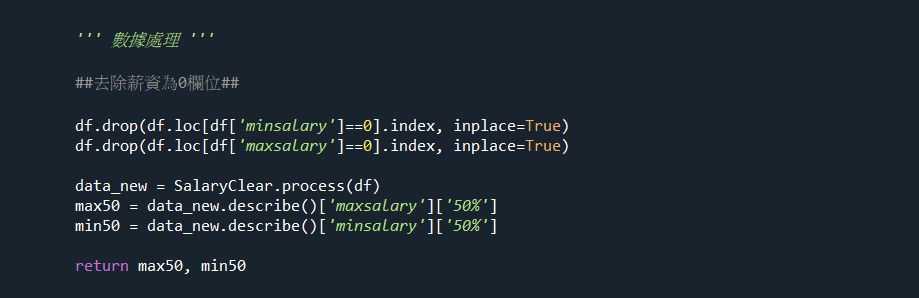 ''' 數據處理 '''
##去除薪資為0欄位##
df.drop(df.loc[df['minsalary']==0].index, inplace=True)
df.drop(df.loc[df['maxsalary']==0].index, inplace=True)
data_new = SalaryClear.process(df)
max50 = data_new.describe()['maxsalary']['50%']
min50 = data_new.describe()['minsalary']['50%']
return max50, min50